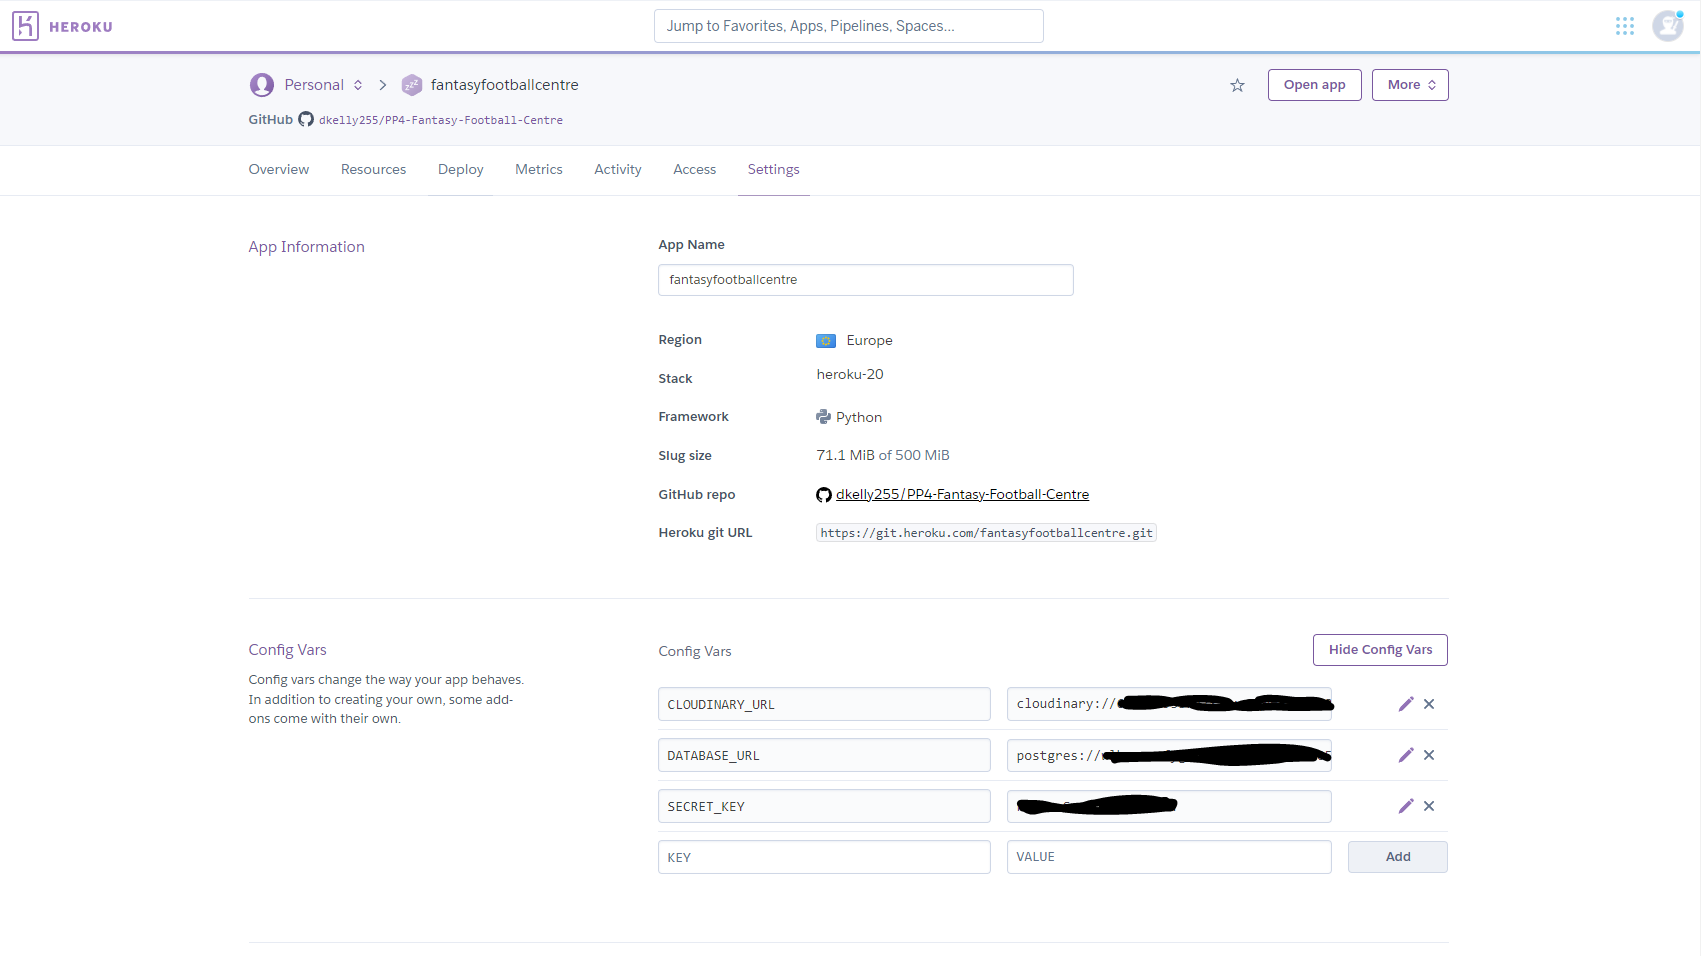 HEROKU
Jump to Favorites, Apps, Pipelines, Spaces...
Personal fantasyfootballcentre
Open app
More
GitHub dkelly255/PP4-Fantasy-Football-Centre
Overview Resources Deploy Metrics Activity Access Settings
App Information
App Name
fantasyfootballcentre
Region Europe
Stack heroku-20
Framework Python
Slug size 71.1 MiB of 500 MiB
GitHub repo dkelly255/PP4-Fantasy-Football-Centre
Heroku git URL https://git.heroku.com/fantasyfootballcentre.git
Config Vars
Config vars change the way your app behaves.
In addition to creating your own, some add-
ons come with their own.
Config Vars
Hide Config Vars
CLOUDINARY_URL cloudinary://
DATABASE_URL postgres://
SECRET_KEY
KEY VALUE Add